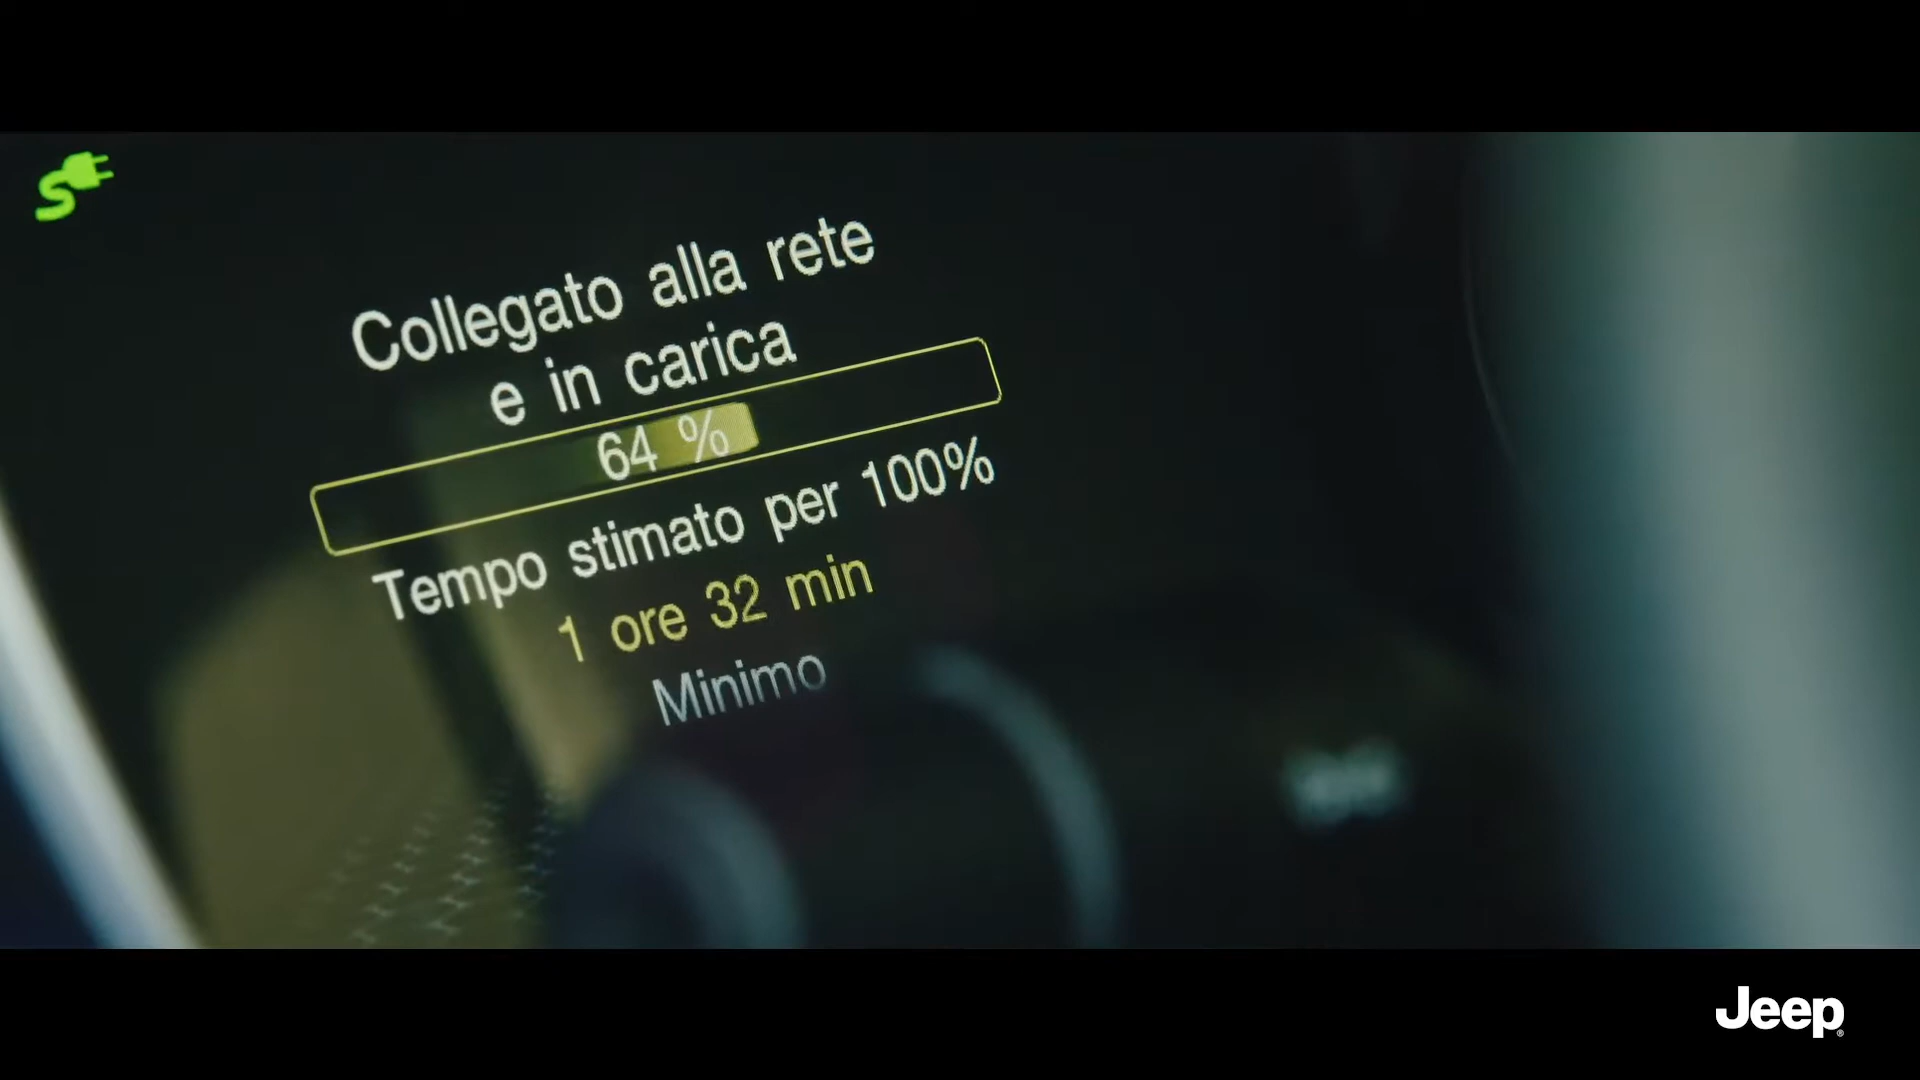 Collegato alla rete
e in carica
64 %
Tempo stimato per 100%
1 ore 32 min
Minimo
Jeep